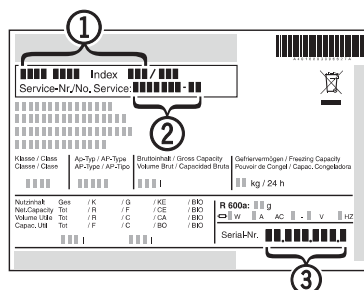 1
Index /
Service-Nr/No. Service: -
2
Klasse / Class
Classe / Classe
Ap-Typ / AP-Type
AP-Type / AP-Tipo
Bruttoinhalt / Gross Capacity
Volume Brut / Capacidad Bruta
Gefriervermögen / Freezing Capacity
Pouvoir de Congel / Capac. Congeladora
kg / 24 h
Nutzinhalt Ges / K / G / KE / BIO
Net.Capacity Tot / R / F / CE / BIO
Volume Utile Tot / R / C / CA / BIO
Capac. Util Tot / F / C / BO / BIO
l l
R 600a: g
W A AC - V HZ
Serial-Nr. . . .
3